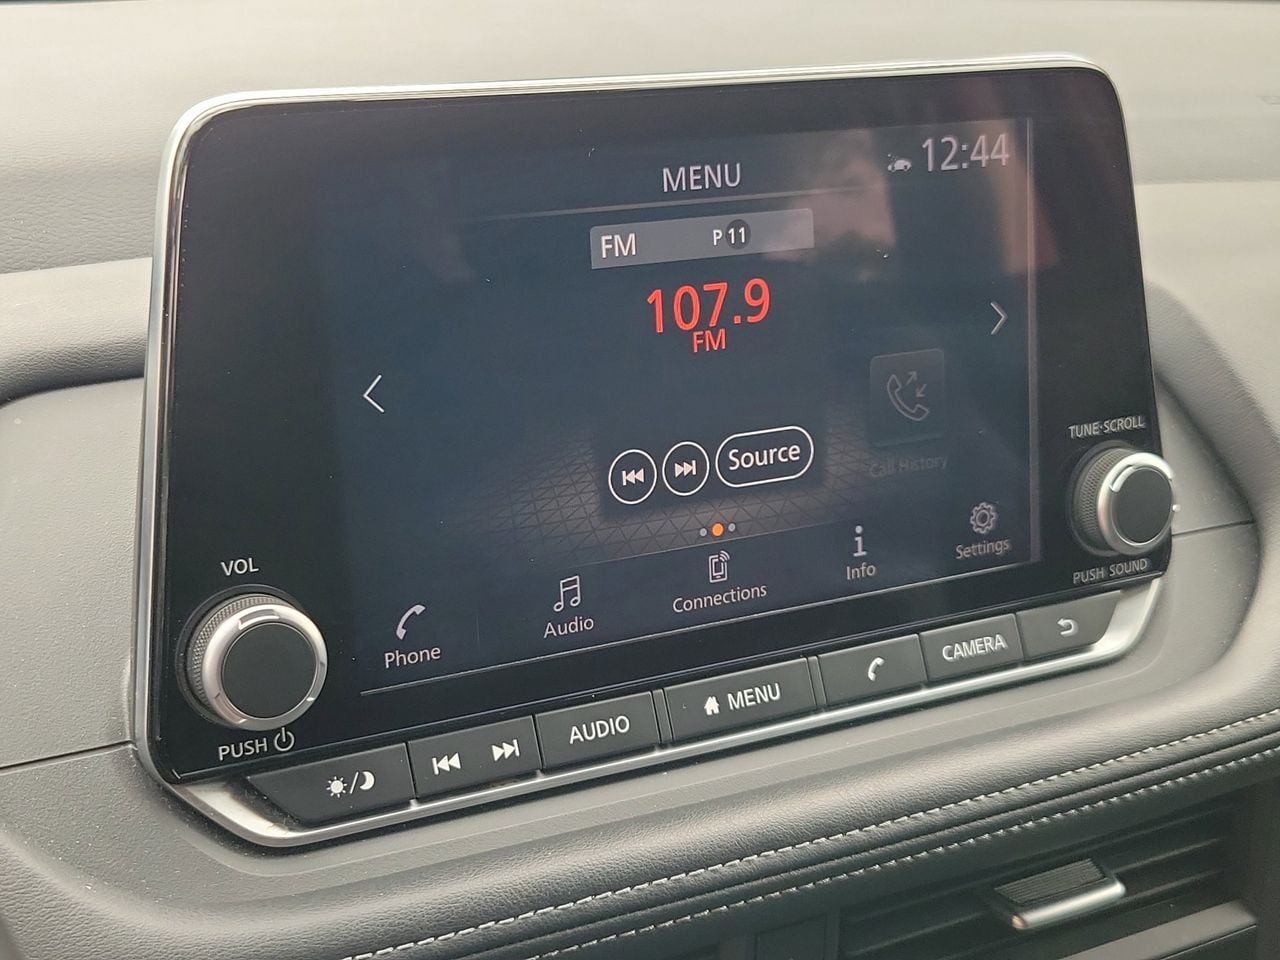 MENU
12:44
FM P 11
107.9
FM
Source
Call History
Phone
Audio
Connections
Info
Settings
VOL
PUSH
TUNE·SCROLL
PUSH SOUND
AUDIO
MENU
CAMERA